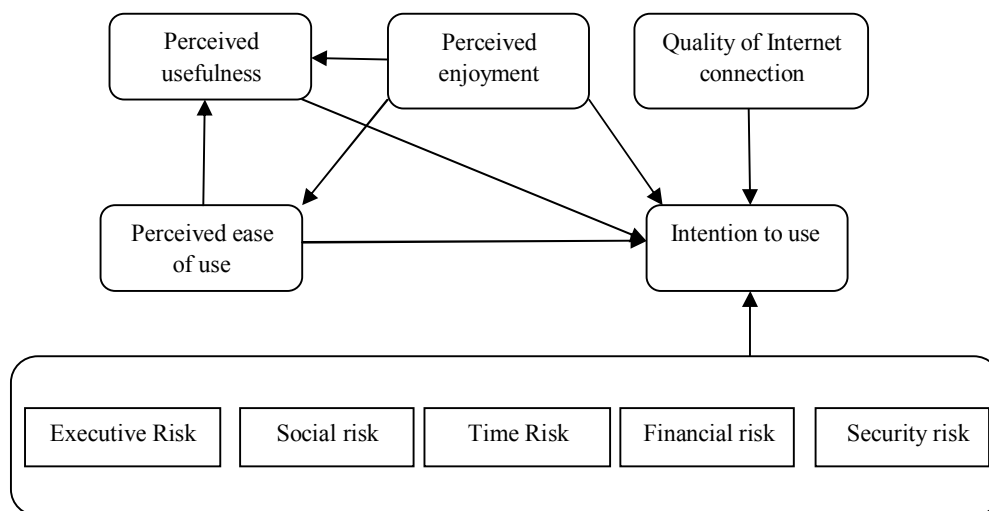 Perceived
usefulness
Perceived
enjoyment
Quality of Internet
connection
Perceived ease
of use
Intention to use
Executive Risk
Social risk
Time Risk
Financial risk
Security risk